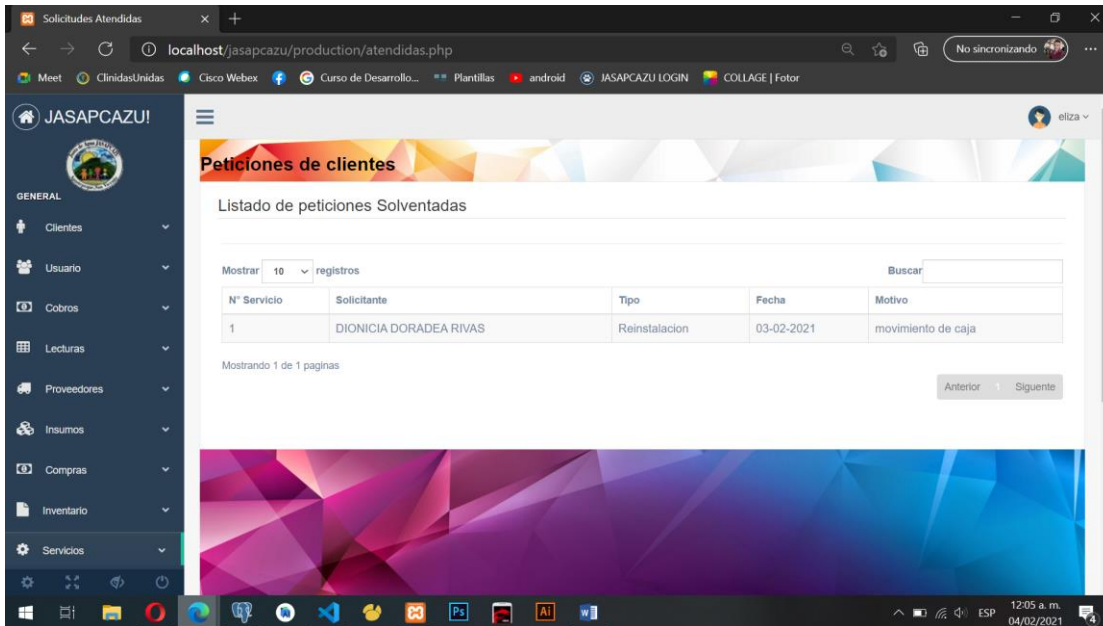 Solicitudes Atendidas
localhost/jasapcazu/production/atendidas.php
No sincronizando
Meet ClinidasUnidas Cisco Webex Curso de Desarrollo... Plantillas android JASAPCAZU LOGIN COLLAGE | Fotor
JASAPCAZU!
eliza
Peticiones de clientes
GENERAL
Listado de peticiones Solventadas
Clientes
Usuario
Mostrar 10 registros
Buscar
N° Servicio Solicitante Tipo Fecha Motivo
Cobros
1 DIONICIA DORADEA RIVAS Reinstalacion 03-02-2021 movimiento de caja
Lecturas
Mostrando 1 de 1 paginas
Proveedores
Anterior 1 Siguente
Insumos
Compras
Inventario
Servicios
Ps
Ai
ESP
12:05 a. m.
04/02/2021
4